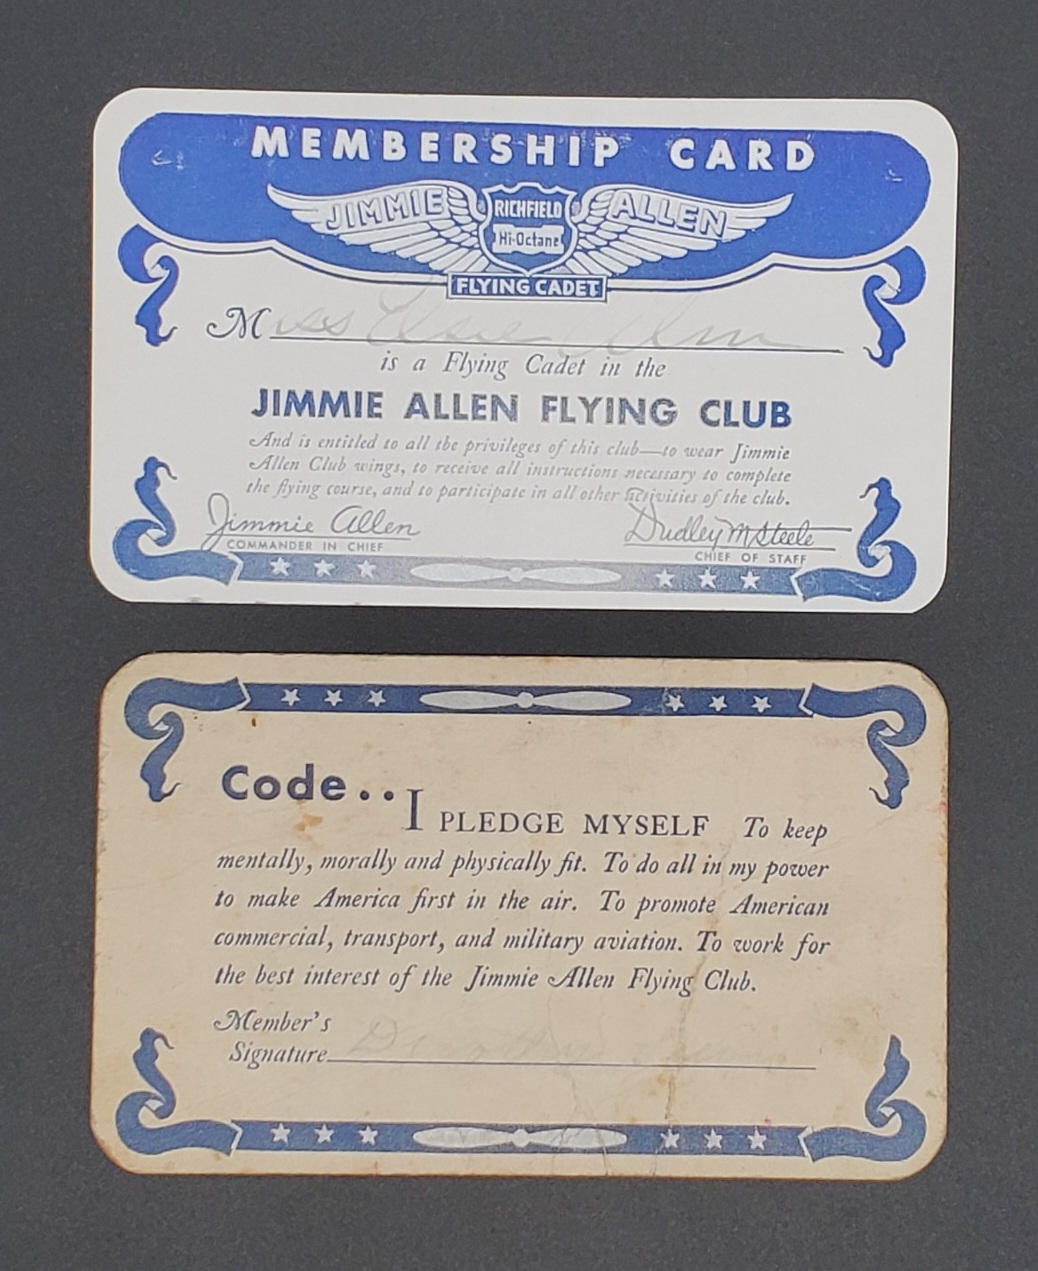 MEMBERSHIP CARD
JIMMIE RICHFIELD ALLEN
Hi-Octane
FLYING CADET
Miss Elsie
is a Flying Cadet in the
JIMMIE ALLEN FLYING CLUB
And is entitled to all the privileges of this club—to wear Jimmie
Allen Club wings, to receive all instructions necessary to complete
the flying course, and to participate in all other activities of the club.
Jimmie Allen Dudley M Steele
COMMANDER IN CHIEF CHIEF OF STAFF
Code..I PLEDGE MYSELF To keep
mentally, morally and physically fit. To do all in my power
to make America first in the air. To promote American
commercial, transport, and military aviation. To work for
the best interest of the Jimmie Allen Flying Club.
Member's
Signature Dorothy